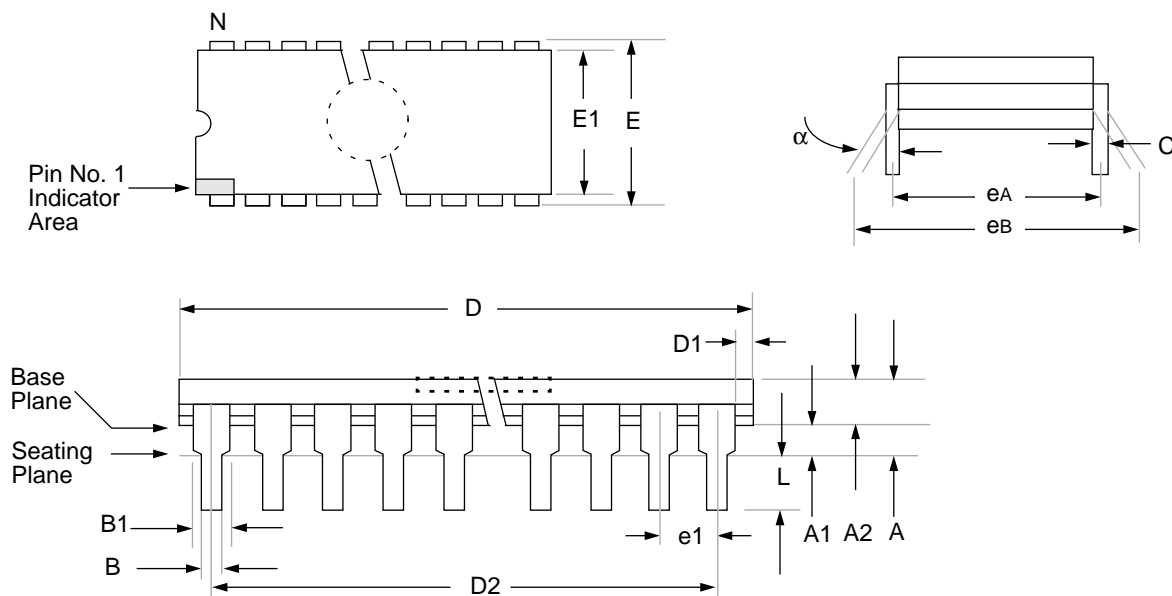 N
E1
E
Pin No. 1
Indicator
Area
α
C
eA
eB
D
D1
Base
Plane
Seating
Plane
L
B1
B
e1
A1
A2
A
D2